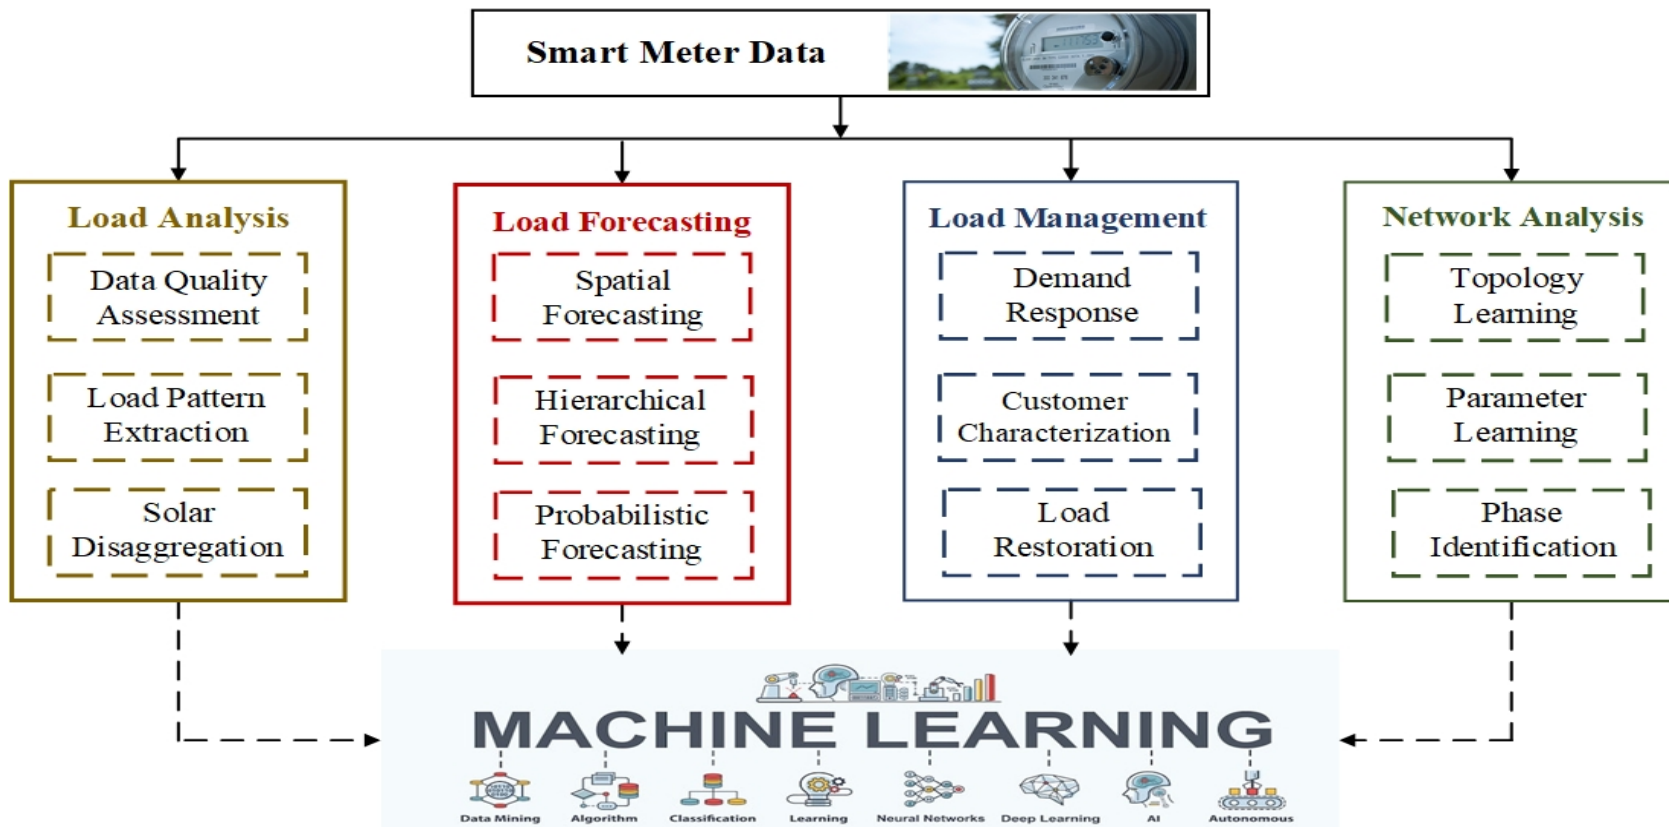 Smart Meter Data
Load Analysis
Data Quality
Assessment
Load Pattern
Extraction
Solar
Disaggregation
Load Forecasting
Spatial
Forecasting
Hierarchical
Forecasting
Probabilistic
Forecasting
Load Management
Demand
Response
Customer
Characterization
Load
Restoration
Network Analysis
Topology
Learning
Parameter
Learning
Phase
Identification
MACHINE LEARNING
Data Mining
Algorithm
Classification
Learning
Neural Networks
Deep Learning
AI
Autonomous